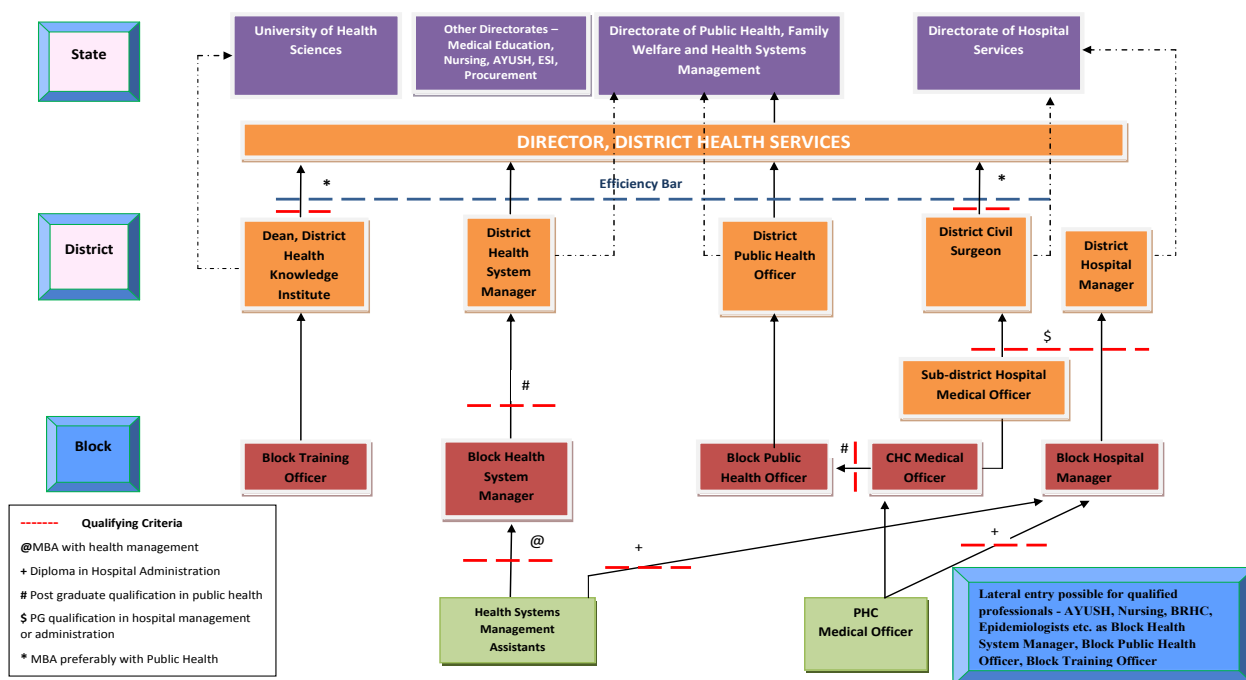 State
University of Health
Sciences
Other Directorates –
Medical Education,
Nursing, AYUSH, ESI,
Procurement
Directorate of Public Health, Family
Welfare and Health Systems
Management
Directorate of Hospital
Services
DIRECTOR, DISTRICT HEALTH SERVICES
*
Efficiency Bar
*
District
Dean, District
Health
Knowledge
Institute
District
Health
System
Manager
District
Public Health
Officer
District Civil
Surgeon
District
Hospital
Manager
$
#
Sub-district Hospital
Medical Officer
Block
Block Training
Officer
Block Health
System
Manager
Block Public
Health Officer
#
CHC Medical
Officer
Block Hospital
Manager
@
+
+
Health Systems
Management
Assistants
PHC
Medical Officer
------- Qualifying Criteria
@MBA with health management
+ Diploma in Hospital Administration
# Post graduate qualification in public health
$ PG qualification in hospital management
or administration
* MBA preferably with Public Health
Lateral entry possible for qualified
professionals - AYUSH, Nursing, BRHC,
Epidemiologists etc. as Block Health
System Manager, Block Public Health
Officer, Block Training Officer